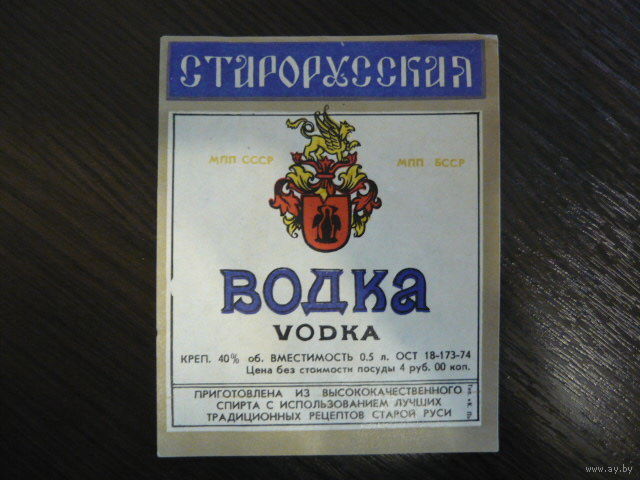 СТАРОРУССКАЯ
МПП СССР МПП БССР
ВОДКА
VODKA
КРЕП. 40% об. ВМЕСТИМОСТЬ 0.5 л. ОСТ 18-173-74
Цена без стоимости посуды 4 руб. 00 коп.
ПРИГОТОВЛЕНА ИЗ ВЫСОКОКАЧЕСТВЕННОГО
СПИРТА С ИСПОЛЬЗОВАНИЕМ ЛУЧШИХ
ТРАДИЦИОННЫХ РЕЦЕПТОВ СТАРОЙ РУСИ
www.ay.by